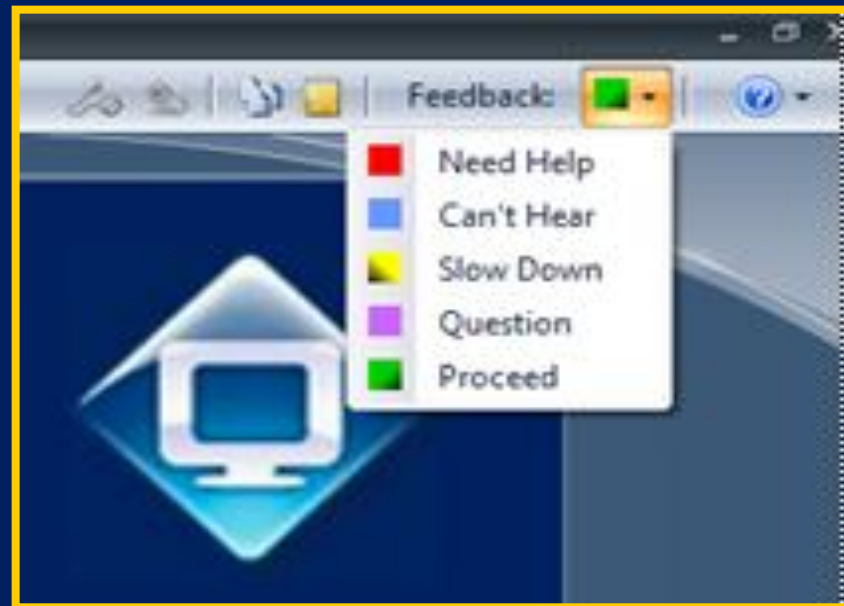 Feedback:
Need Help
Can't Hear
Slow Down
Question
Proceed